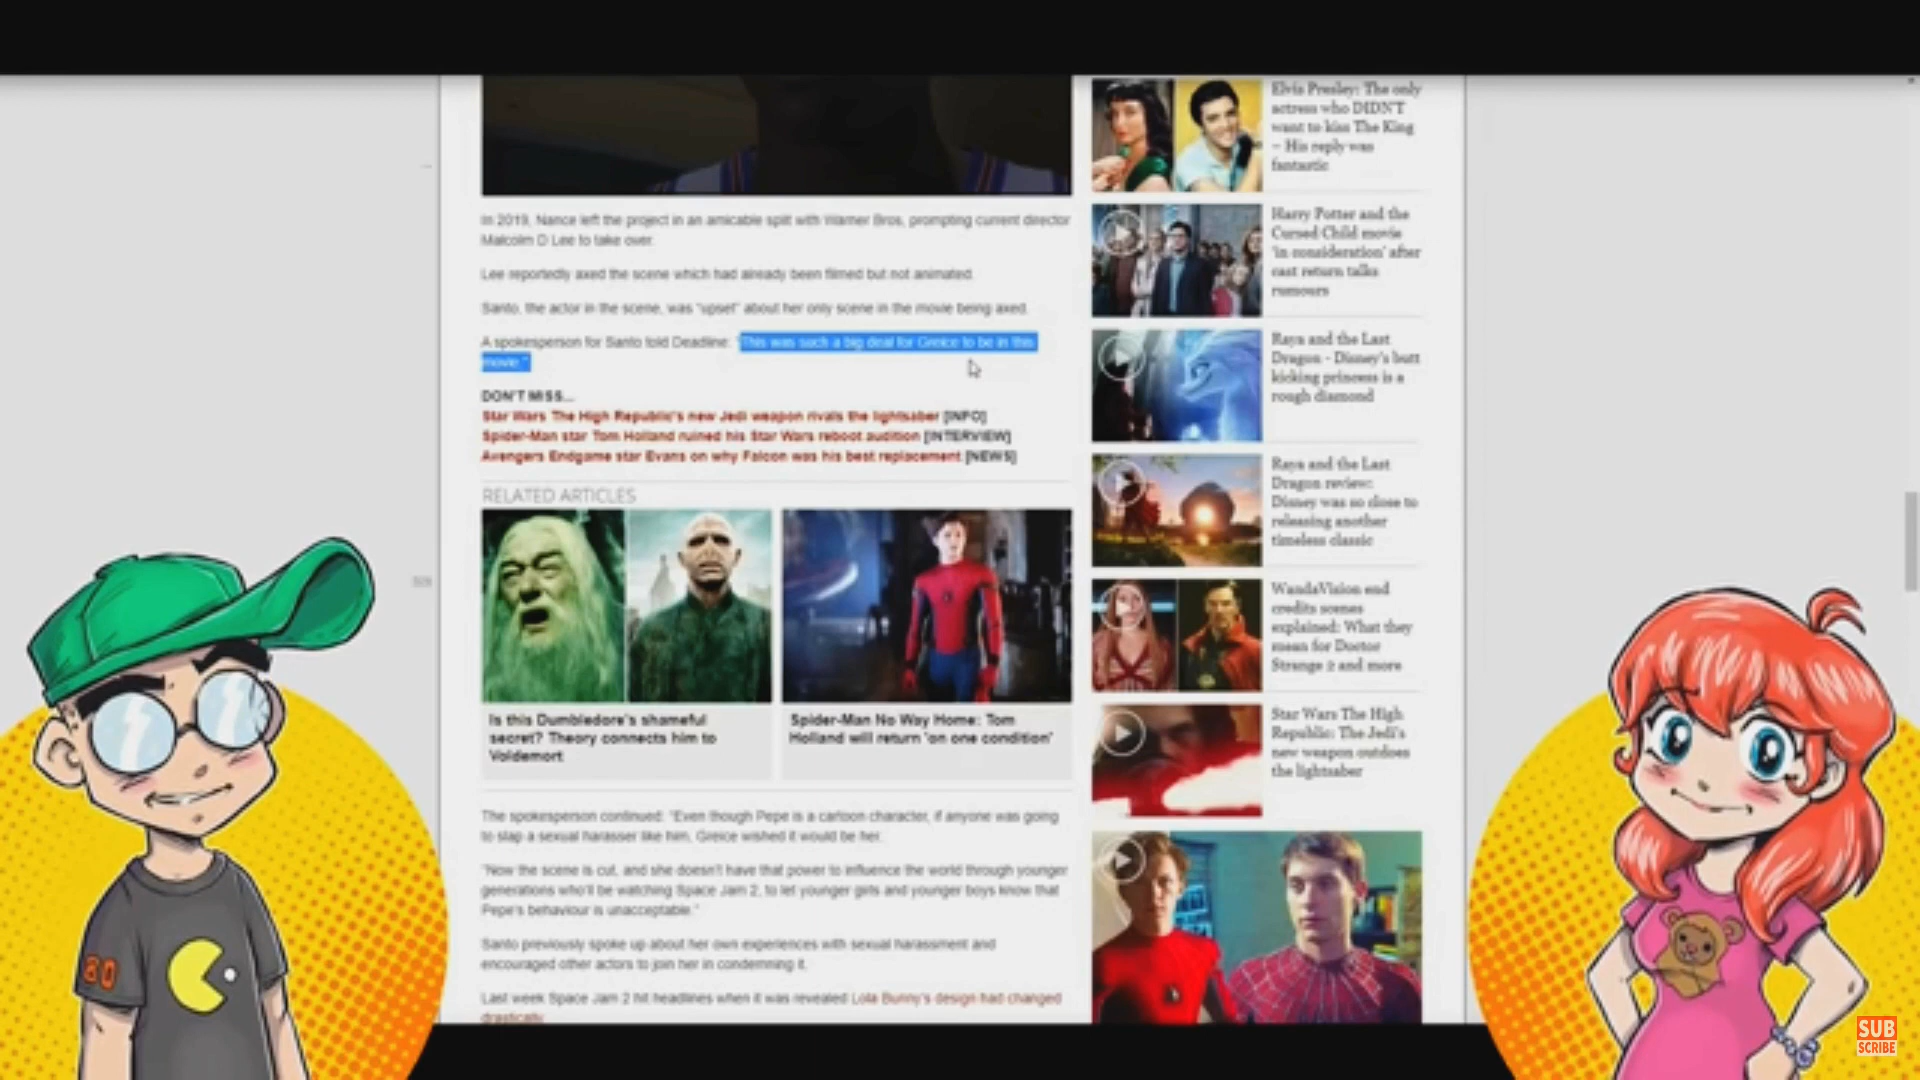 In 2019, Nance left the project in an amicable split with Warner Bros, prompting current director
Malcolm D Lee to take over.
Lee reportedly axed the scene which had already been filmed but not animated.
Santo, the actor in the scene, was "upset" about her only scene in the movie being axed.
A spokesperson for Santo told Deadline: "This was such a big deal for Greice to be in this
movie."
DON'T MISS...
Star Wars The High Republic's new Jedi weapon rivals the lightsaber [INFO]
Spider-Man star Tom Holland ruined his Star Wars reboot audition [INTERVIEW]
Avengers Endgame star Evans on why Falcon was his best replacement [NEWS]
RELATED ARTICLES
Is this Dumbledore's shameful
secret? Theory connects him to
Voldemort
Spider-Man No Way Home: Tom
Holland will return 'on one condition'
The spokesperson continued: "Even though Pepe is a cartoon character, if anyone was going
to slap a sexual harasser like him, Greice wished it would be her.
"Now the scene is cut, and she doesn't have that power to influence the world through younger
generations who'll be watching Space Jam 2, to let younger girls and younger boys know that
Pepe's behaviour is unacceptable."
Santo previously spoke up about her own experiences with sexual harassment and
encouraged other actors to join her in condemning it.
Last week Space Jam 2 hit headlines when it was revealed Lola Bunny's design had changed
drastically
Elvis Presley: The only
actress who DIDN'T
want to kiss The King
– His reply was
fantastic
Harry Potter and the
Cursed Child movie
'in consideration' after
cast return talks
rumours
Raya and the Last
Dragon - Disney's butt
kicking princess is a
rough diamond
Raya and the Last
Dragon review:
Disney was so close to
releasing another
timeless classic
WandaVision end
credits scenes
explained: What they
mean for Doctor
Strange 2 and more
Star Wars The High
Republic: The Jedi's
new weapon outdoes
the lightsaber
80
SUB
SCRIBE